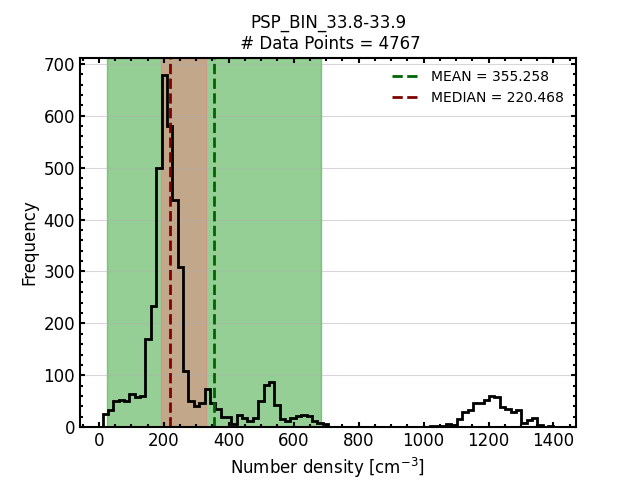 PSP_BIN_33.8-33.9
# Data Points = 4767
MEAN = 355.258
MEDIAN = 220.468
700
600
500
400
300
200
100
0
Frequency
0 200 400 600 800 1000 1200 1400
Number density [cm⁻³]